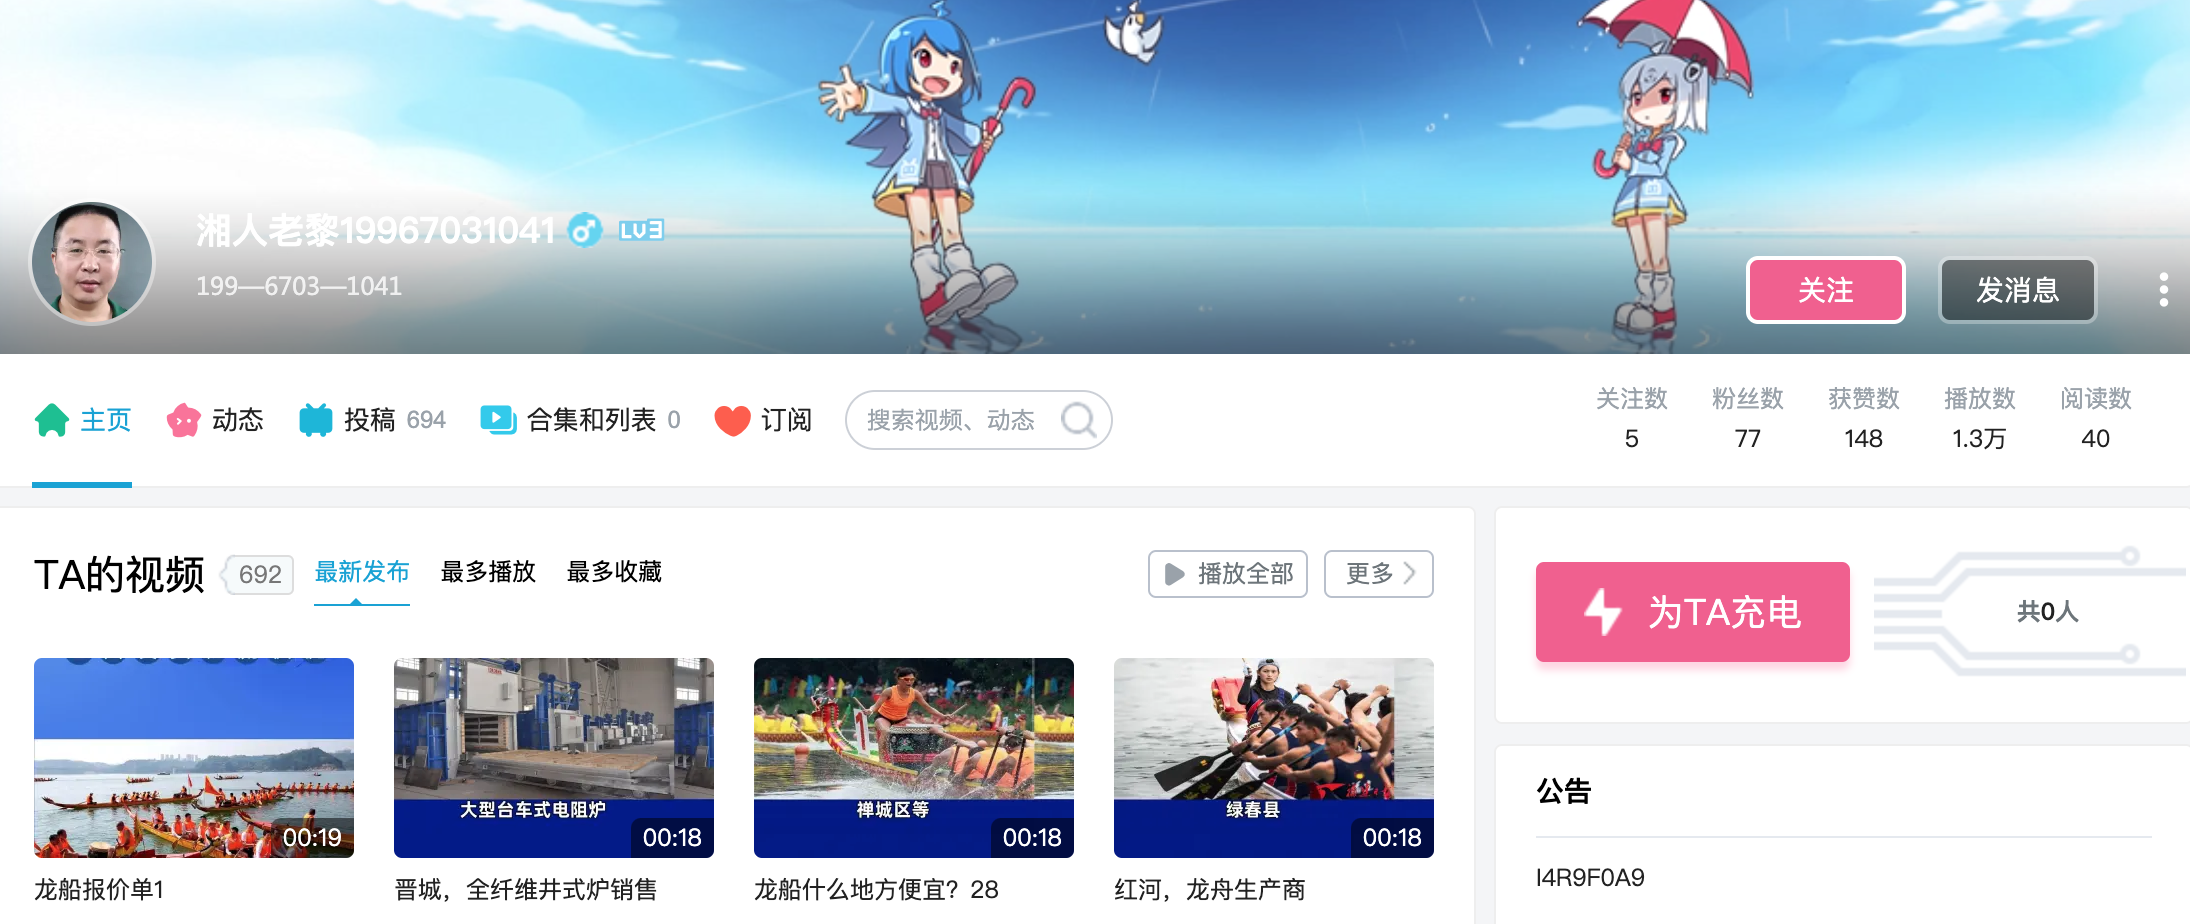 湘人老黎19967031041 LV3
199—6703—1041
关注
发消息
主页
动态
投稿 694
合集和列表 0
订阅
搜索视频、动态
关注数
5
粉丝数
77
获赞数
148
播放数
1.3万
阅读数
40
TA的视频 692
最新发布
最多播放
最多收藏
播放全部
更多
00:19
龙船报价单1
大型台车式电阻炉
00:18
晋城，全纤维井式炉销售
禅城区等
00:18
龙船什么地方便宜？28
绿春县
00:18
红河，龙舟生产商
为TA充电
共0人
公告
I4R9F0A9